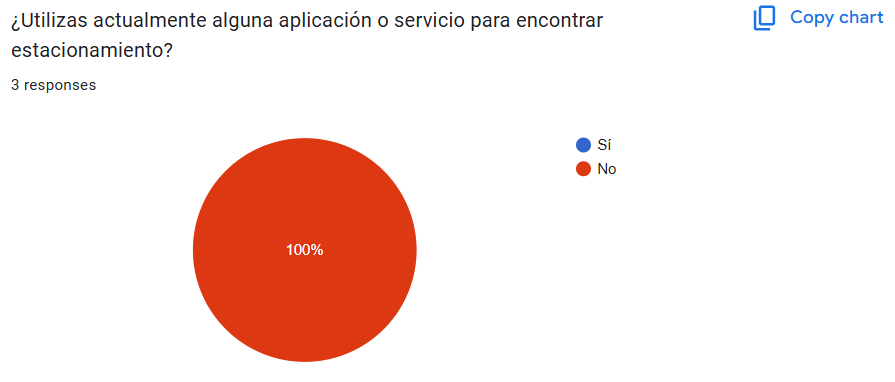 ¿Utilizas actualmente alguna aplicación o servicio para encontrar
estacionamiento?
Copy chart
3 responses
Sí
No
100%